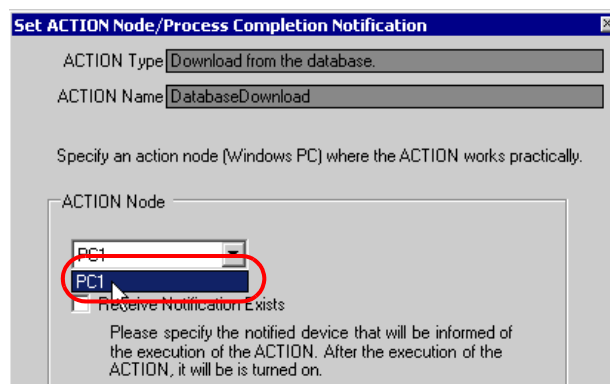 Set ACTION Node/Process Completion Notification
ACTION Type Download from the database.
ACTION Name DatabaseDownload
Specify an action node (Windows PC) where the ACTION works practically.
ACTION Node
PC1
PC1
Receive Notification Exists
Please specify the notified device that will be informed of
the execution of the ACTION. After the execution of the
ACTION, it will be is turned on.